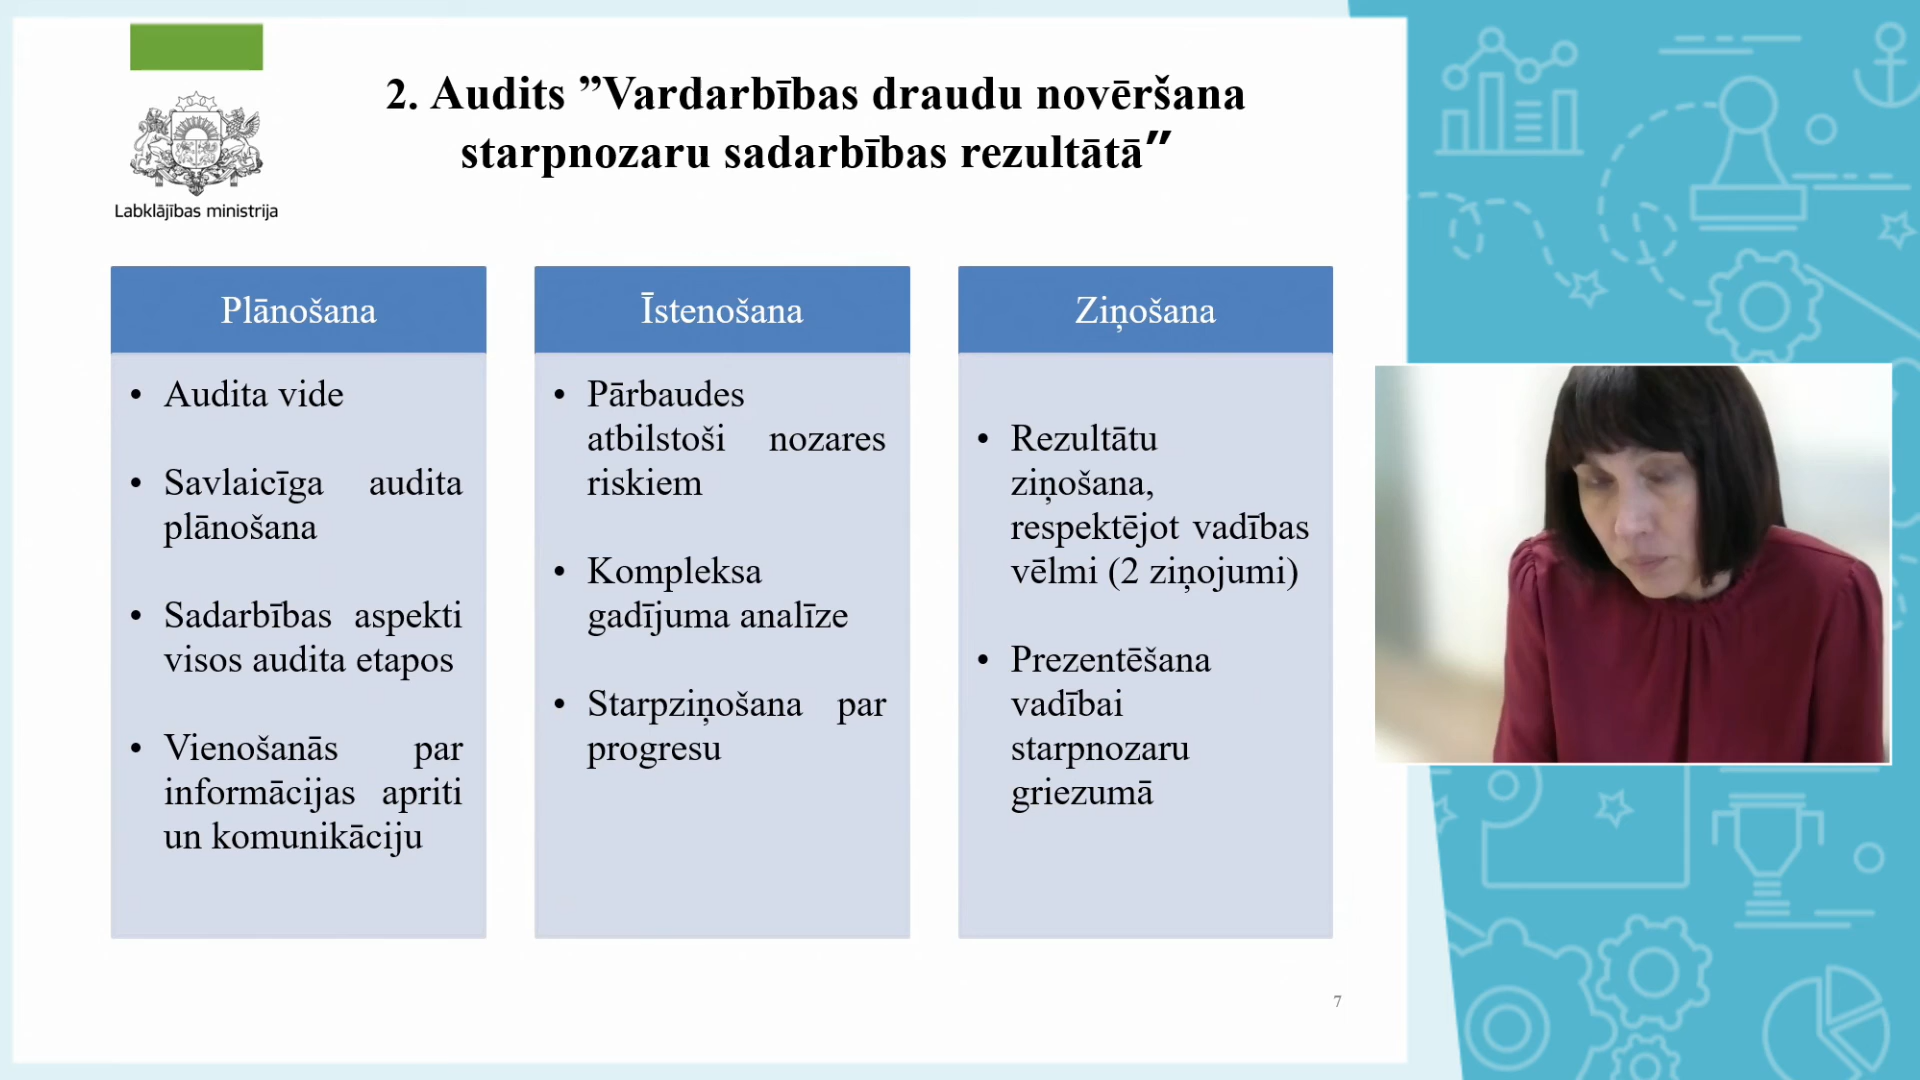 2. Audits ”Vardarbības draudu novēršana
starpnozaru sadarbības rezultātā”
Labklājības ministrija
Plānošana
• Audita vide
• Savlaicīga audita
plānošana
• Sadarbības aspekti
visos audita etapos
• Vienošanās par
informācijas apriti
un komunikāciju
Īstenošana
• Pārbaudes
atbilstoši nozares
riskiem
• Kompleksa
gadījuma analīze
• Starpziņošana par
progresu
Ziņošana
• Rezultātu
ziņošana,
respektējot vadības
vēlmi (2 ziņojumi)
• Prezentēšana
vadībai
starpnozaru
griezumā
7